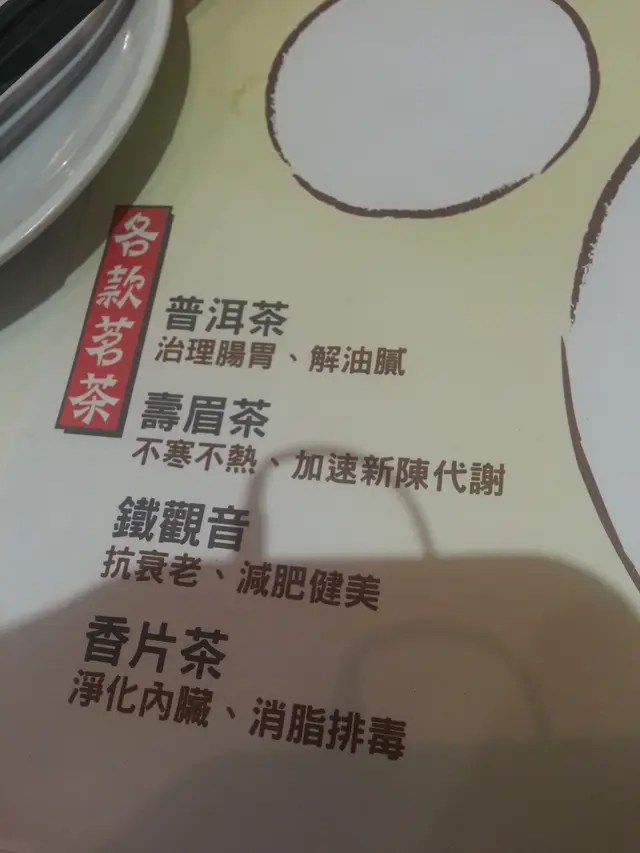 各款茗茶
普洱茶
治理腸胃、解油膩
壽眉茶
不寒不熱、加速新陳代謝
鐵觀音
抗衰老、減肥健美
香片茶
淨化內臟、消脂排毒